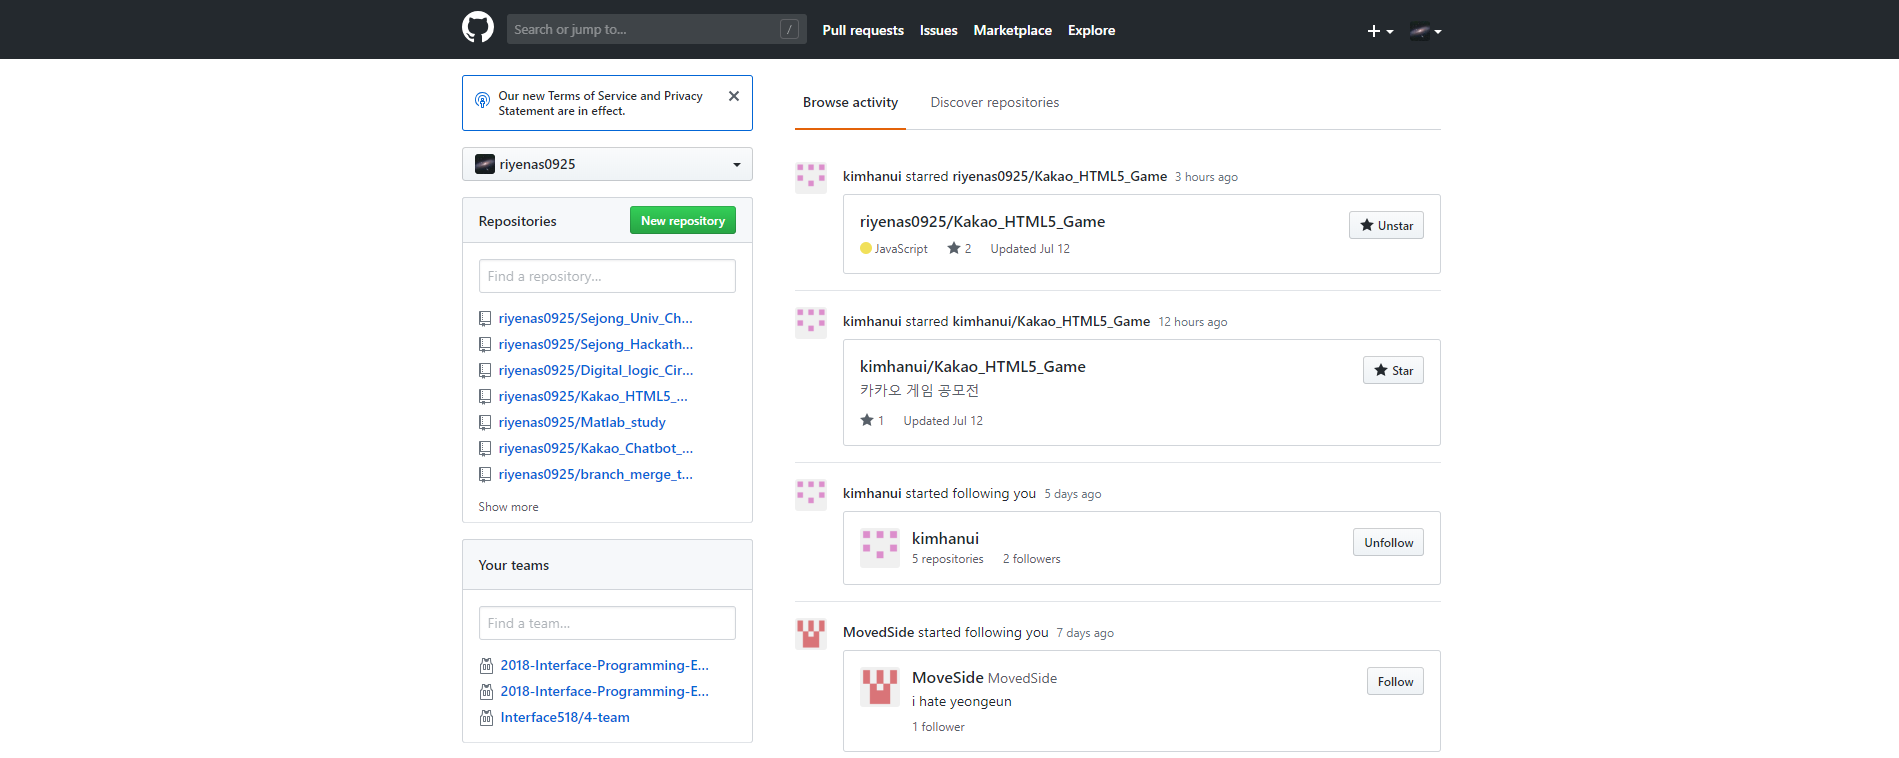 Search or jump to...
/
Pull requests
Issues
Marketplace
Explore
Our new Terms of Service and Privacy
Statement are in effect.
riyenas0925
Repositories
New repository
Find a repository...
riyenas0925/Sejong_Univ_Ch...
riyenas0925/Sejong_Hackath...
riyenas0925/Digital_logic_Cir...
riyenas0925/Kakao_HTML5_...
riyenas0925/Matlab_study
riyenas0925/Kakao_Chatbot_...
riyenas0925/branch_merge_t...
Show more
Your teams
Find a team...
2018-Interface-Programming-E...
2018-Interface-Programming-E...
Interface518/4-team
Browse activity
Discover repositories
kimhanui starred riyenas0925/Kakao_HTML5_Game 3 hours ago
riyenas0925/Kakao_HTML5_Game
Unstar
JavaScript 2 Updated Jul 12
kimhanui starred kimhanui/Kakao_HTML5_Game 12 hours ago
kimhanui/Kakao_HTML5_Game
Star
카카오 게임 공모전
1 Updated Jul 12
kimhanui started following you 5 days ago
kimhanui
Unfollow
5 repositories 2 followers
MovedSide started following you 7 days ago
MoveSide MovedSide
Follow
i hate yeongeun
1 follower